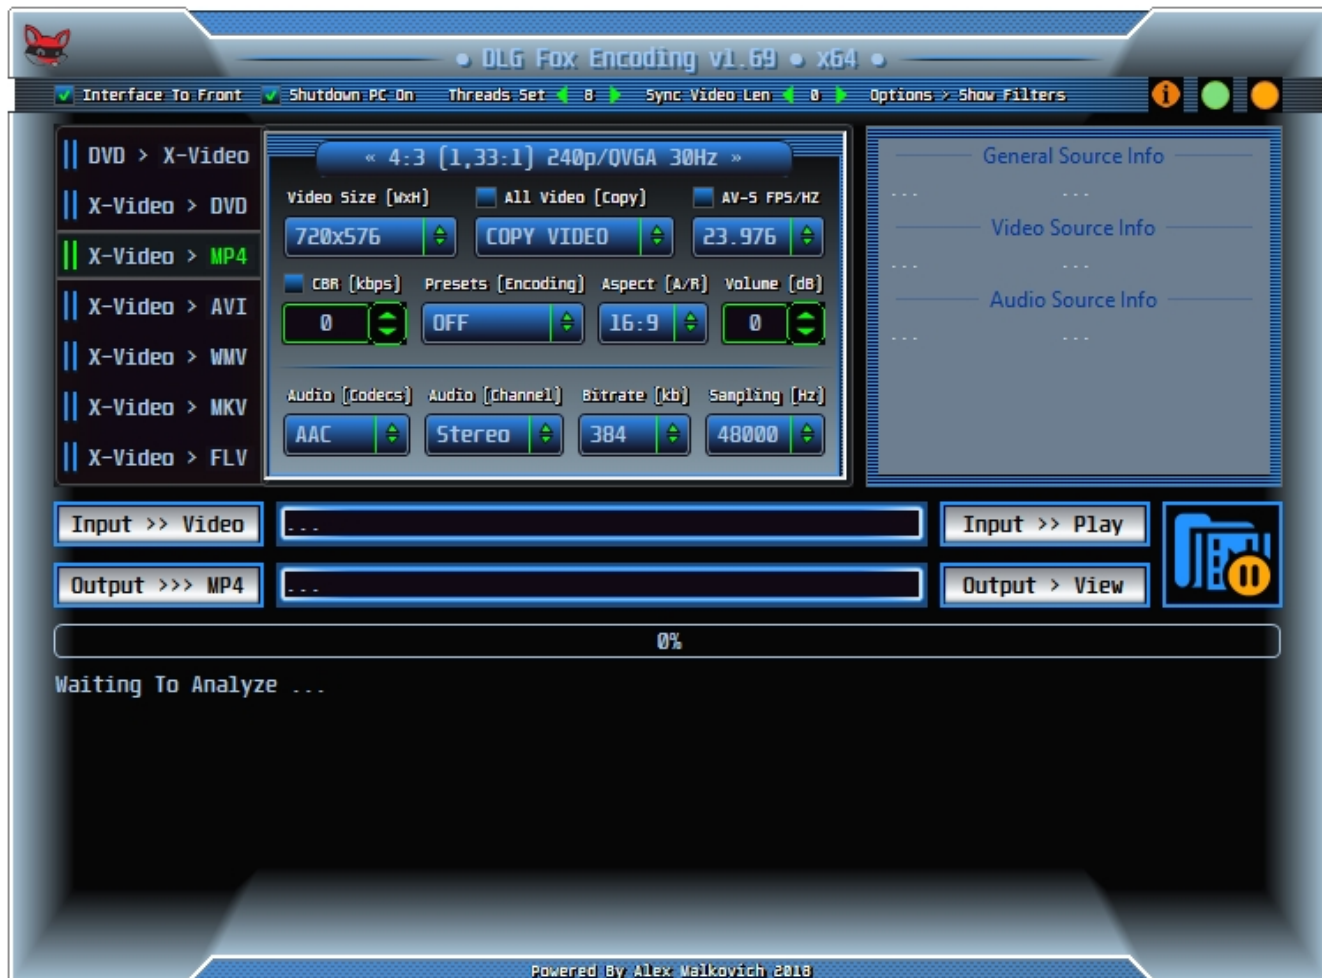 • DLG Fox Encoding v1.69 • x64 •
Interface To Front Shutdown PC On Threads Set 8 Sync Video Len 0 Options > Show Filters
DVD > X-Video
X-Video > DVD
X-Video > MP4
X-Video > AVI
X-Video > WMV
X-Video > MKV
X-Video > FLV
« 4:3 [1,33:1] 240p/QVGA 30Hz »
Video Size [WxH] All Video [Copy] AV-S FPS/HZ
720x576 COPY VIDEO 23.976
CBR [kbps] Presets [Encoding] Aspect [A/R] Volume [dB]
0 OFF 16:9 0
Audio [Codecs] Audio [Channel] Bitrate [kb] Sampling [Hz]
AAC Stereo 384 48000
General Source Info
... ...
Video Source Info
... ...
Audio Source Info
... ...
Input >> Video ... Input >> Play
Output >>> MP4 ... Output > View
0%
Waiting To Analyze ...
Powered By Alex Malkovich 2018